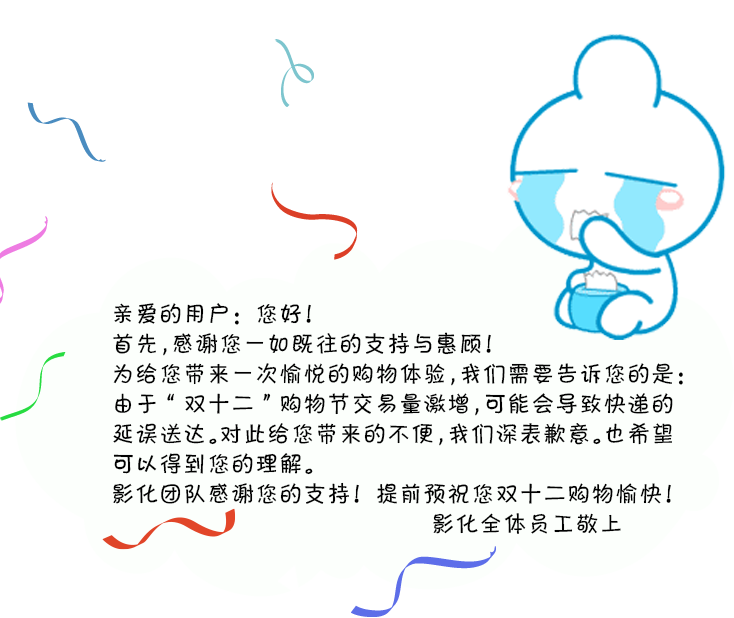 亲爱的用户：您好！
首先，感谢您一如既往的支持与惠顾！
为给您带来一次愉悦的购物体验，我们需要告诉您的是：
由于“双十二”购物节交易量激增，可能会导致快递的
延误送达。对此给您带来的不便，我们深表歉意。也希望
可以得到您的理解。
影化团队感谢您的支持！提前预祝您双十二购物愉快！
影化全体员工敬上